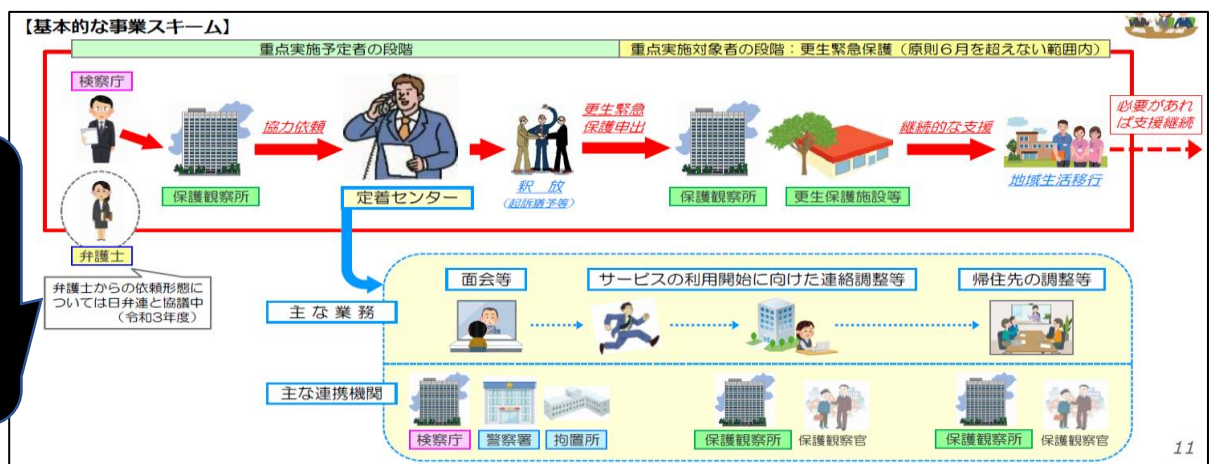 【基本的な事業スキーム】
重点実施予定者の段階
重点実施対象者の段階：更生緊急保護（原則６月を超えない範囲内）
検察庁
保護観察所
協力依頼
定着センター
釈 放
（起訴猶予等）
更生緊急
保護申出
保護観察所
更生保護施設等
継続的な支援
地域生活移行
必要があれ
ば支援継続
弁護士
弁護士からの依頼形態に
ついては日弁連と協議中
（令和３年度）
主 な 業 務
面会等
サービスの利用開始に向けた連絡調整等
帰住先の調整等
主な連携機関
検察庁
警察署
拘置所
保護観察所
保護観察官
保護観察所
保護観察官
11